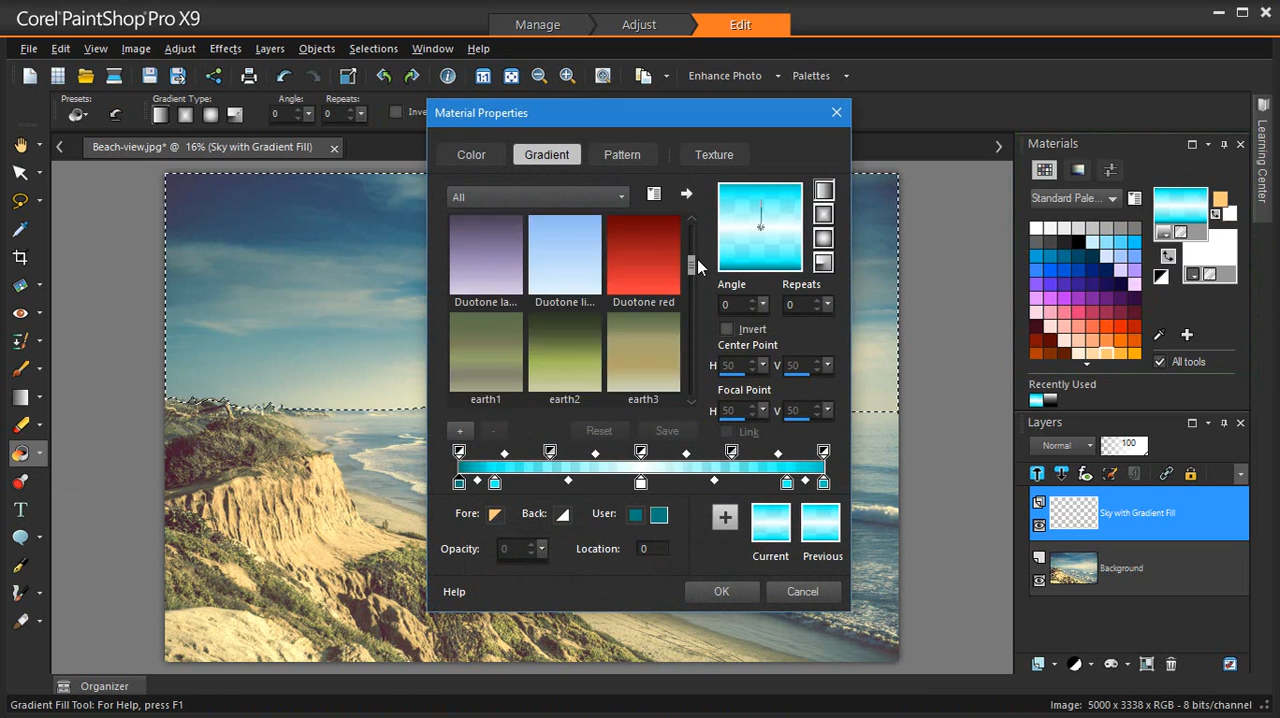 Corel® PaintShop® Pro X9
Manage
Adjust
Edit
File Edit View Image Adjust Effects Layers Objects Selections Window Help
1:1
Enhance Photo
Palettes
Presets:
Gradient Type:
Angle:
Repeats:
0
0
Inve
Beach-view.jpg* @ 16% (Sky with Gradient Fill)
Material Properties
Color
Gradient
Pattern
Texture
All
Duotone la...
Duotone li...
Duotone red
earth1
earth2
earth3
+
-
Reset
Save
Angle
Repeats
0
0
Invert
Center Point
H 50 V 50
Focal Point
H 50 V 50
Link
Fore:
Back:
User:
Opacity: 0
Location: 0
Current
Previous
Help
OK
Cancel
Materials
Standard Pale...
All tools
Recently Used
Layers
Normal
100
Sky with Gradient Fill
Background
Learning Center
Organizer
Gradient Fill Tool: For Help, press F1
Image: 5000 x 3338 x RGB - 8 bits/channel